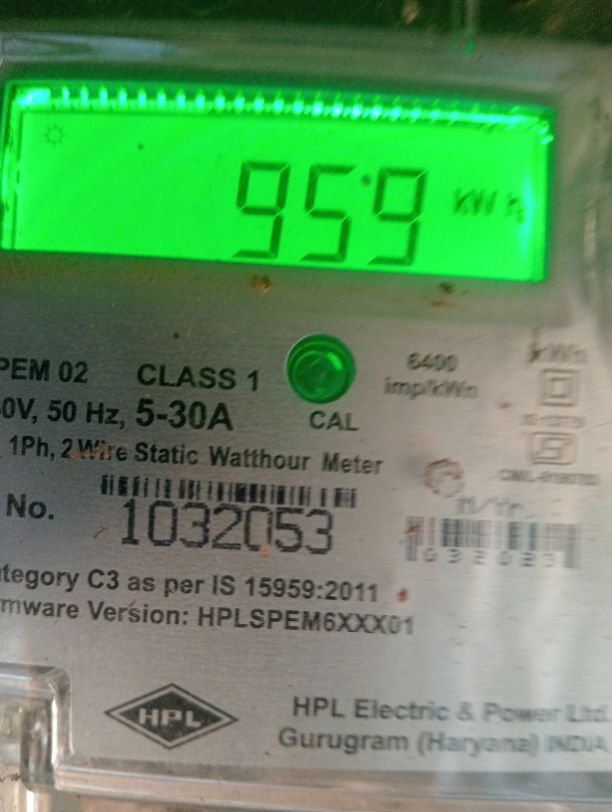 959 kWh
PEM 02 CLASS 1
6400
imp/kWh
0V, 50 Hz, 5-30A
CAL
1Ph, 2 Wire Static Watthour Meter
No. 1032053
M/Yr.
032023
tegory C3 as per IS 15959:2011
mware Version: HPLSPEM6XXX01
HPL
HPL Electric & Power Ltd
Gurugram (Haryana) INDIA